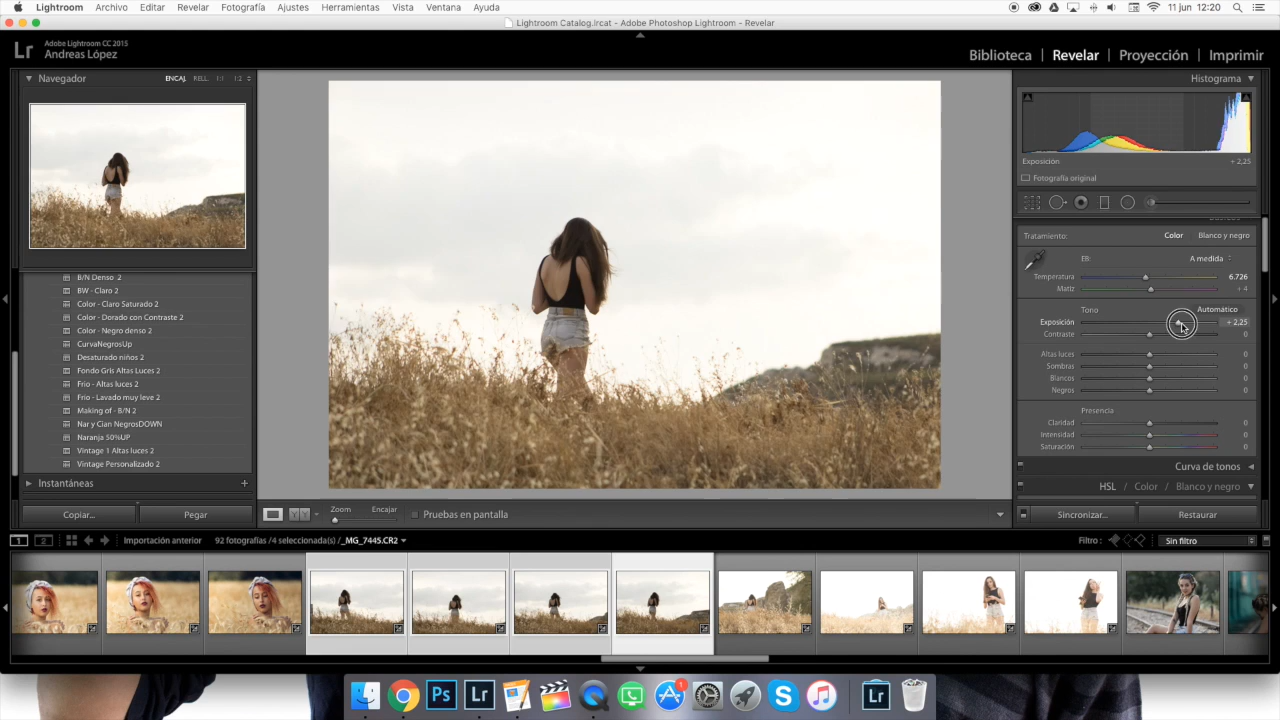 Lightroom Archivo Editar Revelar Fotografía Ajustes Herramientas Vista Ventana Ayuda
11 jun 12:20
Lightroom Catalog.lrcat - Adobe Photoshop Lightroom - Revelar
Lr
Adobe Lightroom CC 2015
Andreas López
Biblioteca | Revelar | Proyección | Imprimir
Navegador ENCAJ. RELL. 1:1 1:2
B/N Denso 2
BW - Claro 2
Color - Claro Saturado 2
Color - Dorado con Contraste 2
Color - Negro denso 2
CurvaNegrosUp
Desaturado niños 2
Fondo Gris Altas Luces 2
Frio - Altas luces 2
Frio - Lavado muy leve 2
Making of - B/N 2
Nar y Cian NegrosDOWN
Naranja 50%UP
Vintage 1 Altas luces 2
Vintage Personalizado 2
Instantáneas +
Copiar... Pegar
Zoom Encajar
Pruebas en pantalla
Histograma
Exposición + 2,25
Fotografía original
Tratamiento: Color Blanco y negro
EB: A medida
Temperatura 6.726
Matiz + 4
Tono Automático
Exposición + 2,25
Contraste 0
Altas luces 0
Sombras 0
Blancos 0
Negros 0
Presencia
Claridad 0
Intensidad 0
Saturación 0
Curva de tonos
HSL / Color / Blanco y negro
Sincronizar... Restaurar
1 2 Importación anterior 92 fotografías /4 seleccionada(s) /_MG_7445.CR2
Filtro : Sin filtro
Ps Lr 1 Lr